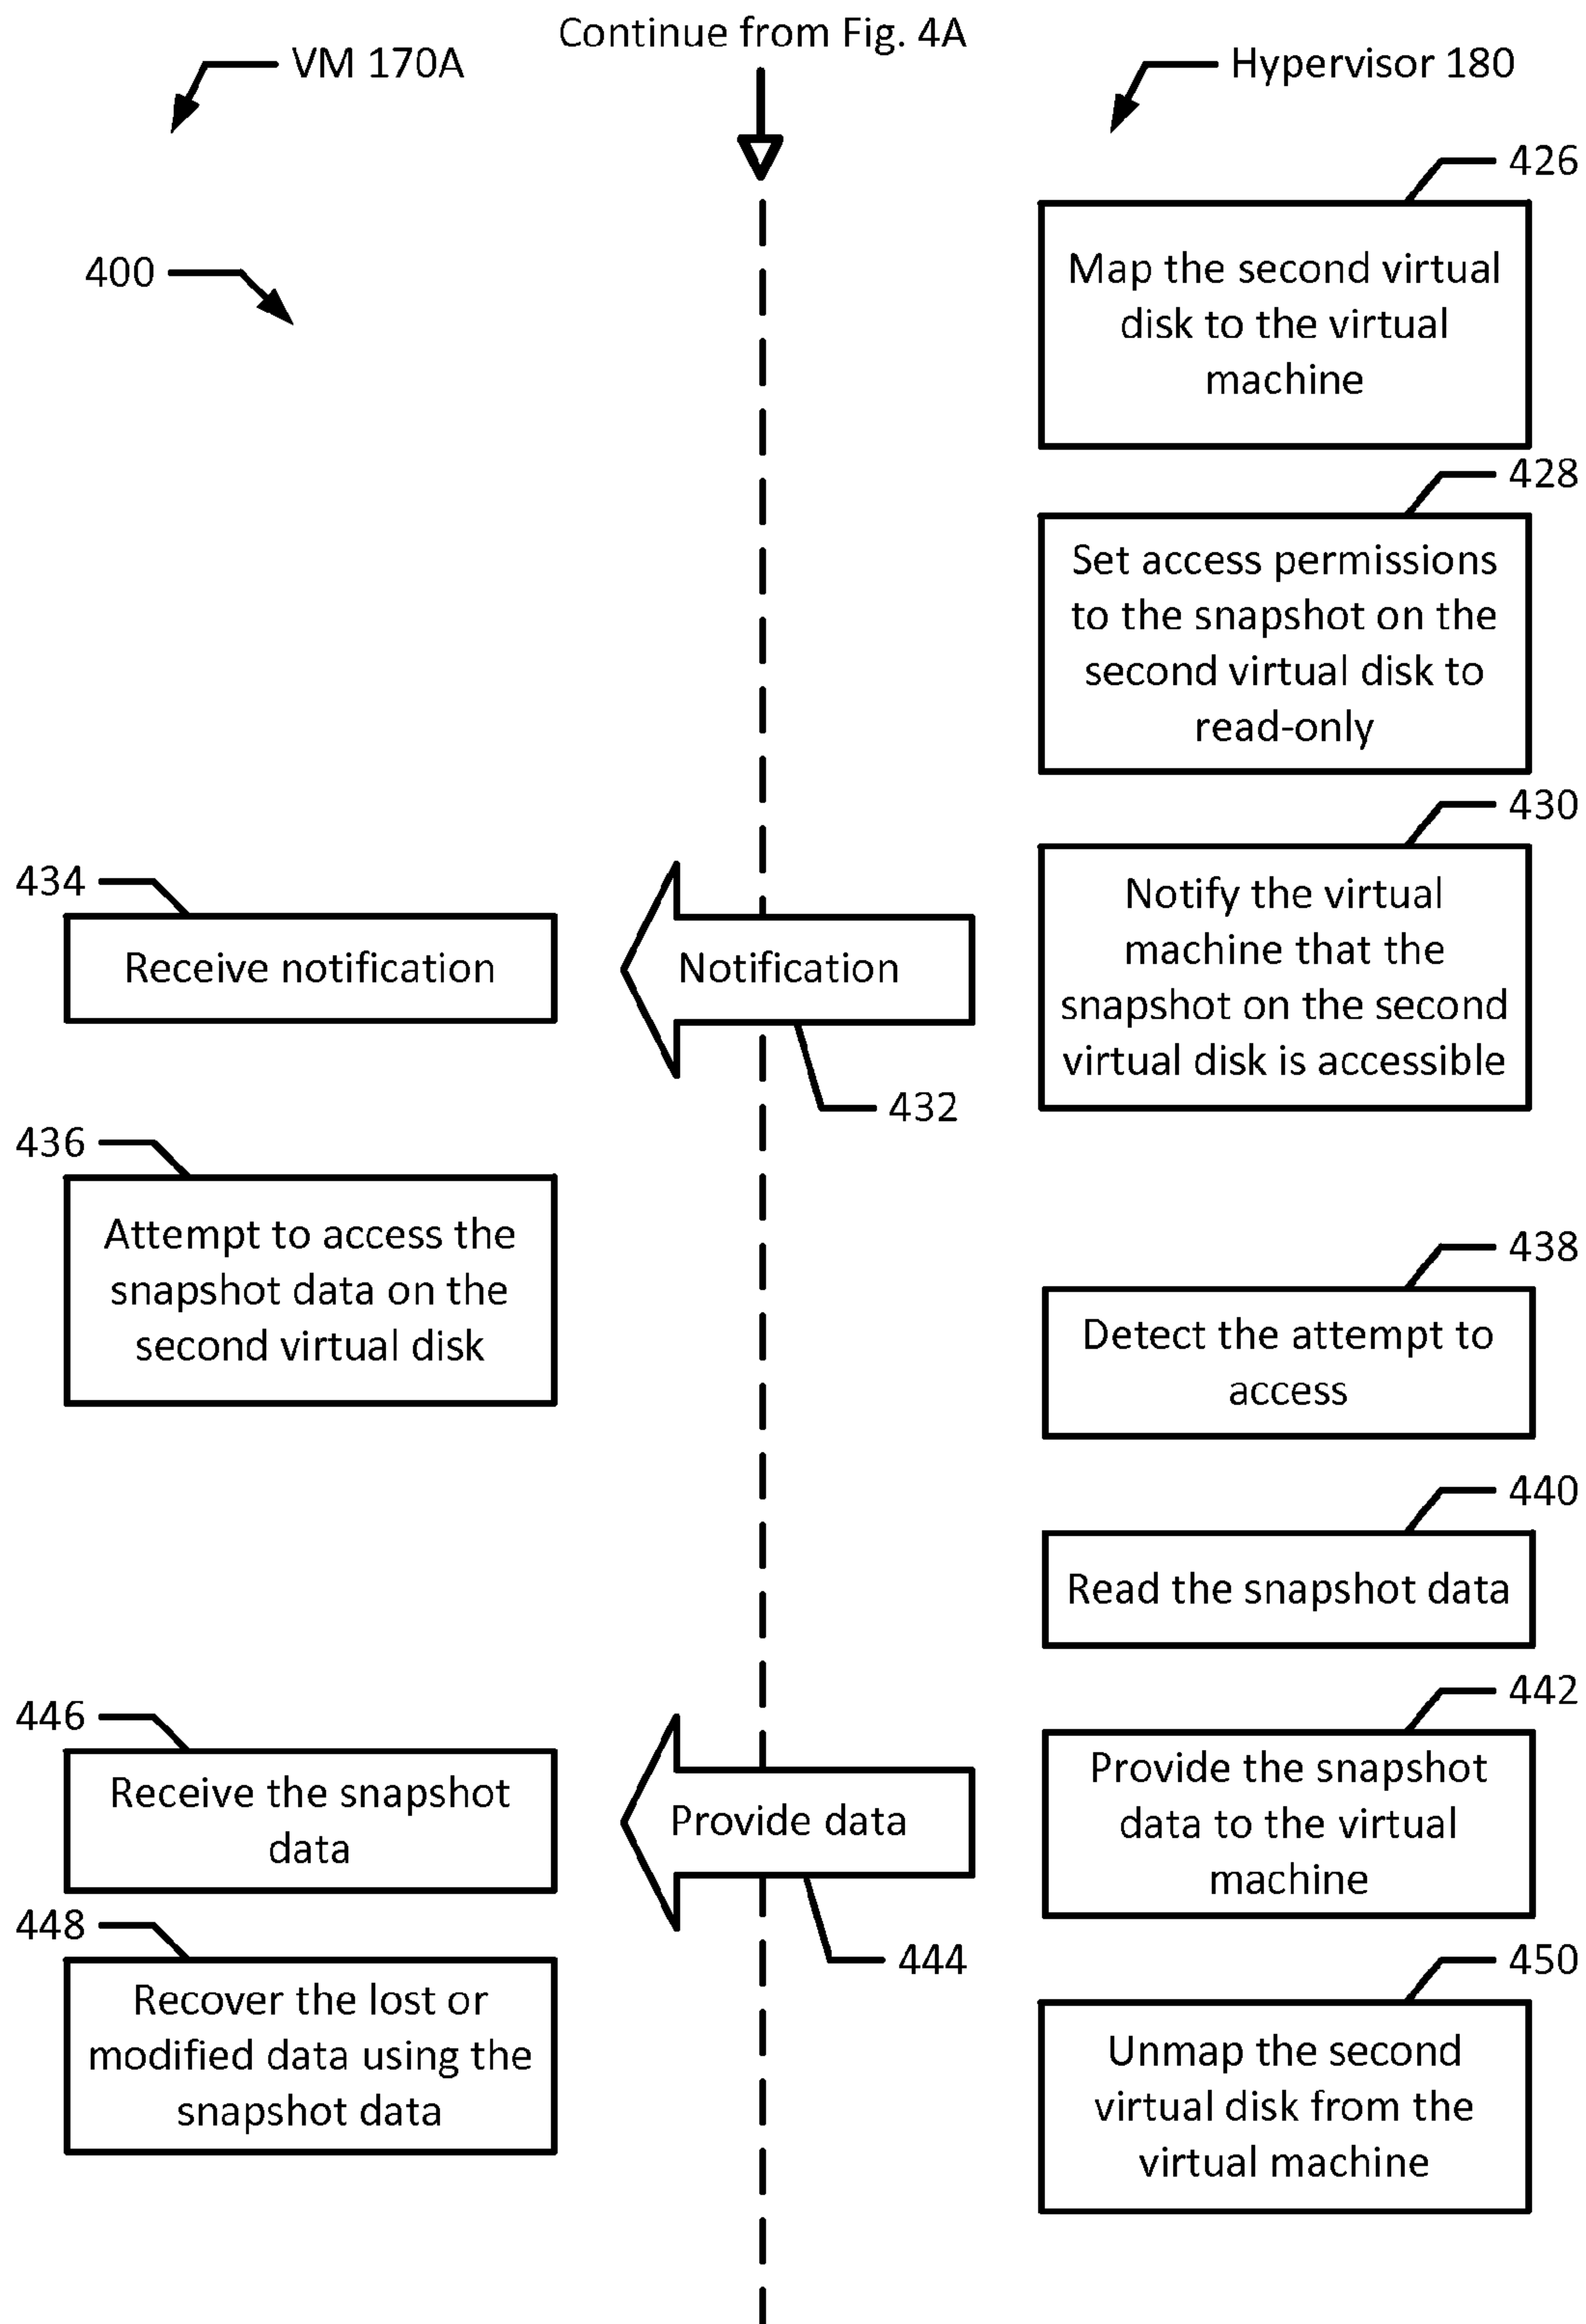 Continue from Fig. 4A
VM 170A
Hypervisor 180
400
426
Map the second virtual
disk to the virtual
machine
428
Set access permissions
to the snapshot on the
second virtual disk to
read-only
430
Notify the virtual
machine that the
snapshot on the second
virtual disk is accessible
Notification
432
434
Receive notification
436
Attempt to access the
snapshot data on the
second virtual disk
438
Detect the attempt to
access
440
Read the snapshot data
442
Provide the snapshot
data to the virtual
machine
Provide data
444
446
Receive the snapshot
data
448
Recover the lost or
modified data using the
snapshot data
450
Unmap the second
virtual disk from the
virtual machine